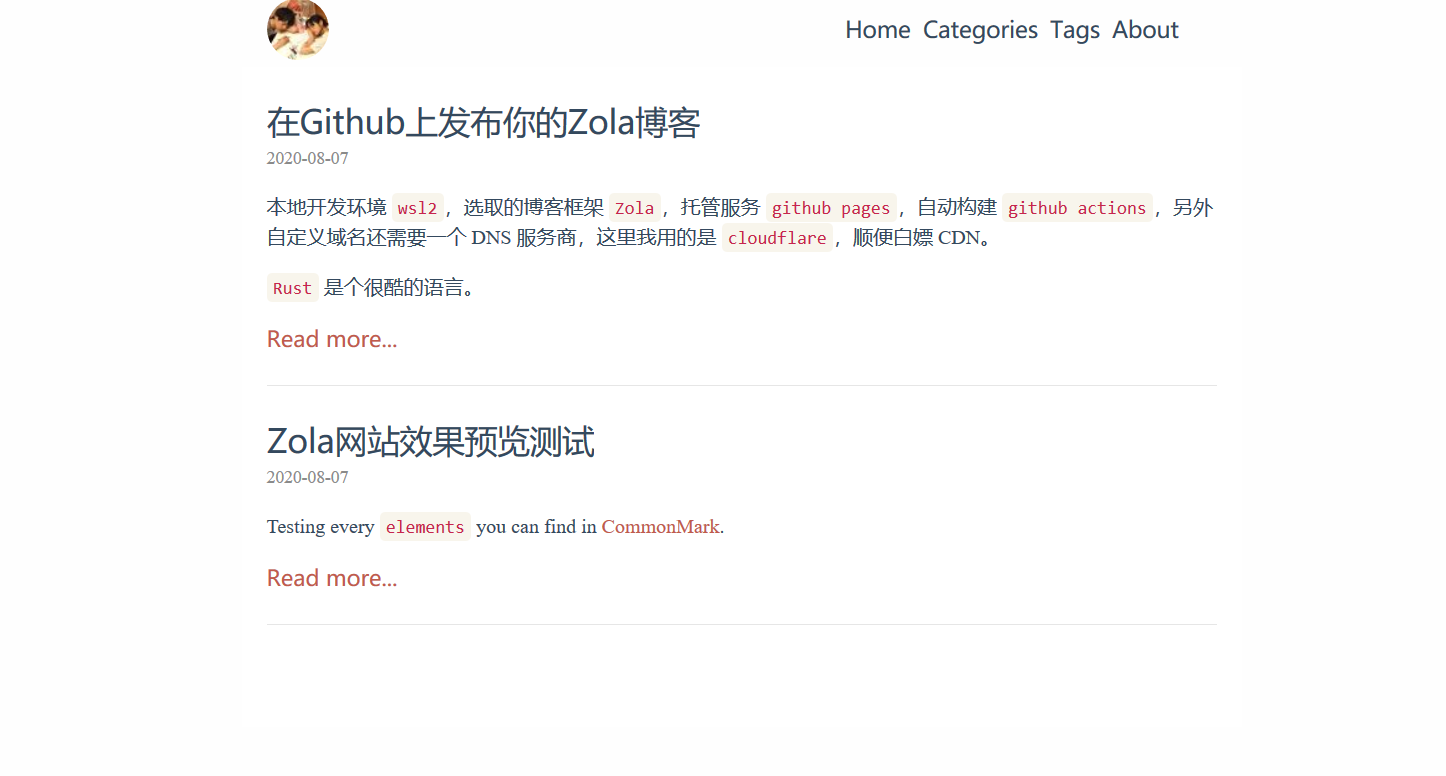 Home Categories Tags About
在Github上发布你的Zola博客
2020-08-07
本地开发环境 wsl2，选取的博客框架 Zola，托管服务 github pages，自动构建 github actions，另外
自定义域名还需要一个 DNS 服务商，这里我用的是 cloudflare，顺便白嫖 CDN。
Rust 是个很酷的语言。
Read more...
Zola网站效果预览测试
2020-08-07
Testing every elements you can find in CommonMark.
Read more...